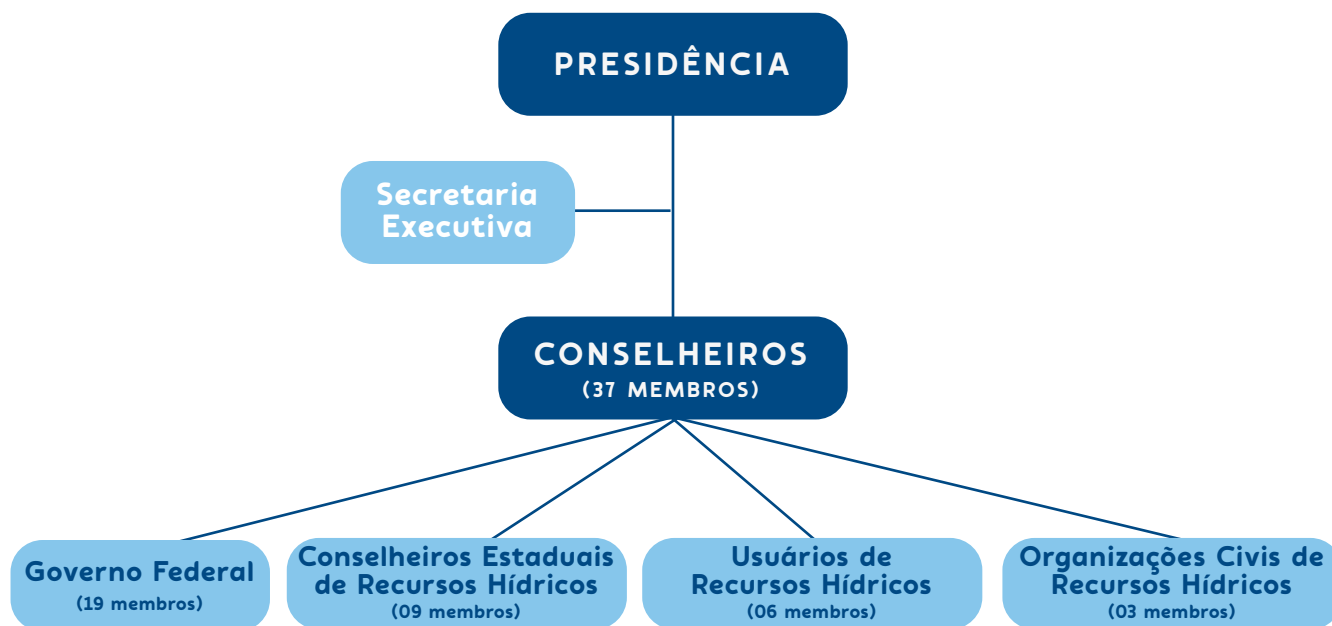 PRESIDÊNCIA
Secretaria
Executiva
CONSELHEIROS
(37 MEMBROS)
Governo Federal
(19 membros)
Conselheiros Estaduais
de Recursos Hídricos
(09 membros)
Usuários de
Recursos Hídricos
(06 membros)
Organizações Civis de
Recursos Hídricos
(03 membros)